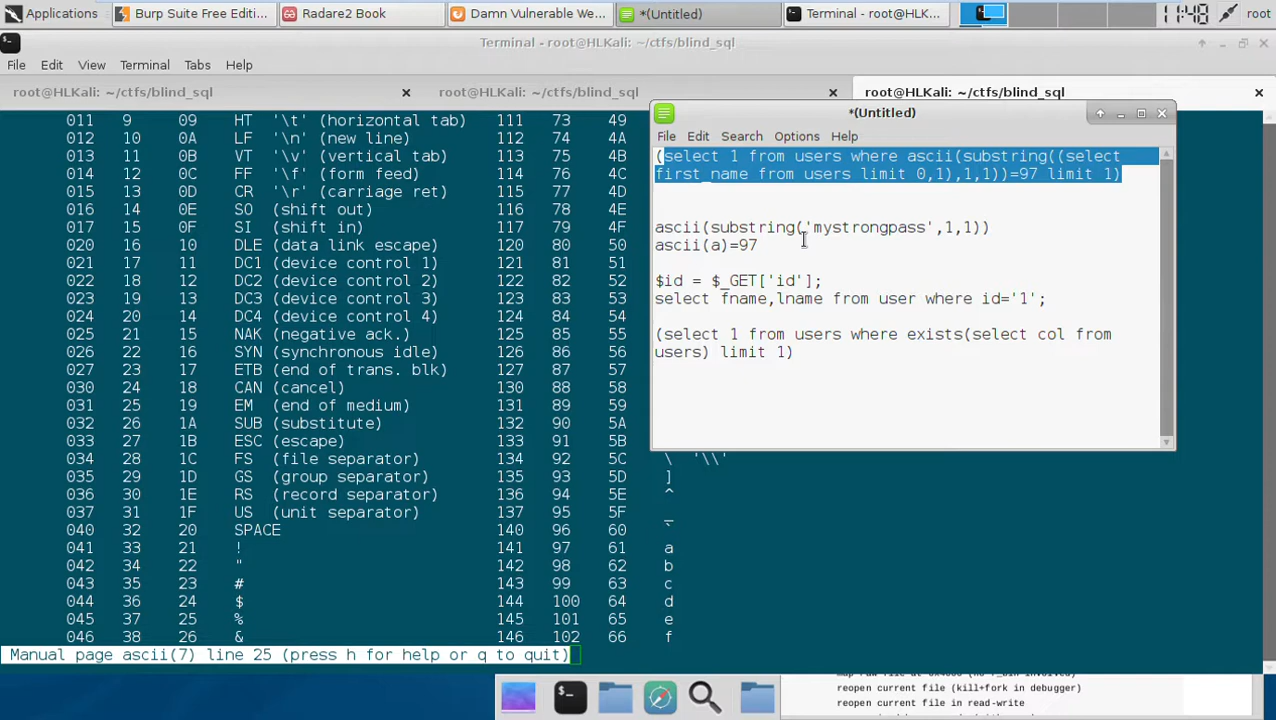 Applications
Burp Suite Free Editi...
Radare2 Book
Damn Vulnerable We...
*(Untitled)
Terminal - root@HLK...
11:48
root
Terminal - root@HLKali: ~/ctfs/blind_sql
File Edit View Terminal Tabs Help
root@HLKali: ~/ctfs/blind_sql
root@HLKali: ~/ctfs/blind_sql
root@HLKali: ~/ctfs/blind_sql
011 9 09 HT '\t' (horizontal tab) 111 73 49
012 10 0A LF '\n' (new line) 112 74 4A
013 11 0B VT '\v' (vertical tab) 113 75 4B
014 12 0C FF '\f' (form feed) 114 76 4C
015 13 0D CR '\r' (carriage ret) 115 77 4D
016 14 0E SO (shift out) 116 78 4E
017 15 0F SI (shift in) 117 79 4F
020 16 10 DLE (data link escape) 120 80 50
021 17 11 DC1 (device control 1) 121 81 51
022 18 12 DC2 (device control 2) 122 82 52
023 19 13 DC3 (device control 3) 123 83 53
024 20 14 DC4 (device control 4) 124 84 54
025 21 15 NAK (negative ack.) 125 85 55
026 22 16 SYN (synchronous idle) 126 86 56
027 23 17 ETB (end of trans. blk) 127 87 57
030 24 18 CAN (cancel) 130 88 58
031 25 19 EM (end of medium) 131 89 59
032 26 1A SUB (substitute) 132 90 5A
033 27 1B ESC (escape) 133 91 5B
034 28 1C FS (file separator) 134 92 5C \ '\\'
035 29 1D GS (group separator) 135 93 5D ]
036 30 1E RS (record separator) 136 94 5E ^
037 31 1F US (unit separator) 137 95 5F _
040 32 20 SPACE 140 96 60 `
041 33 21 ! 141 97 61 a
042 34 22 " 142 98 62 b
043 35 23 # 143 99 63 c
044 36 24 $ 144 100 64 d
045 37 25 % 145 101 65 e
046 38 26 & 146 102 66 f
Manual page ascii(7) line 25 (press h for help or q to quit)
*(Untitled)
File Edit Search Options Help
(select 1 from users where ascii(substring((select
first_name from users limit 0,1),1,1))=97 limit 1)
ascii(substring('mystrongpass',1,1))
ascii(a)=97
$id = $_GET['id'];
select fname,lname from user where id='1';
(select 1 from users where exists(select col from
users) limit 1)
reopen current file (kill+fork in debugger)
reopen current file in read-write